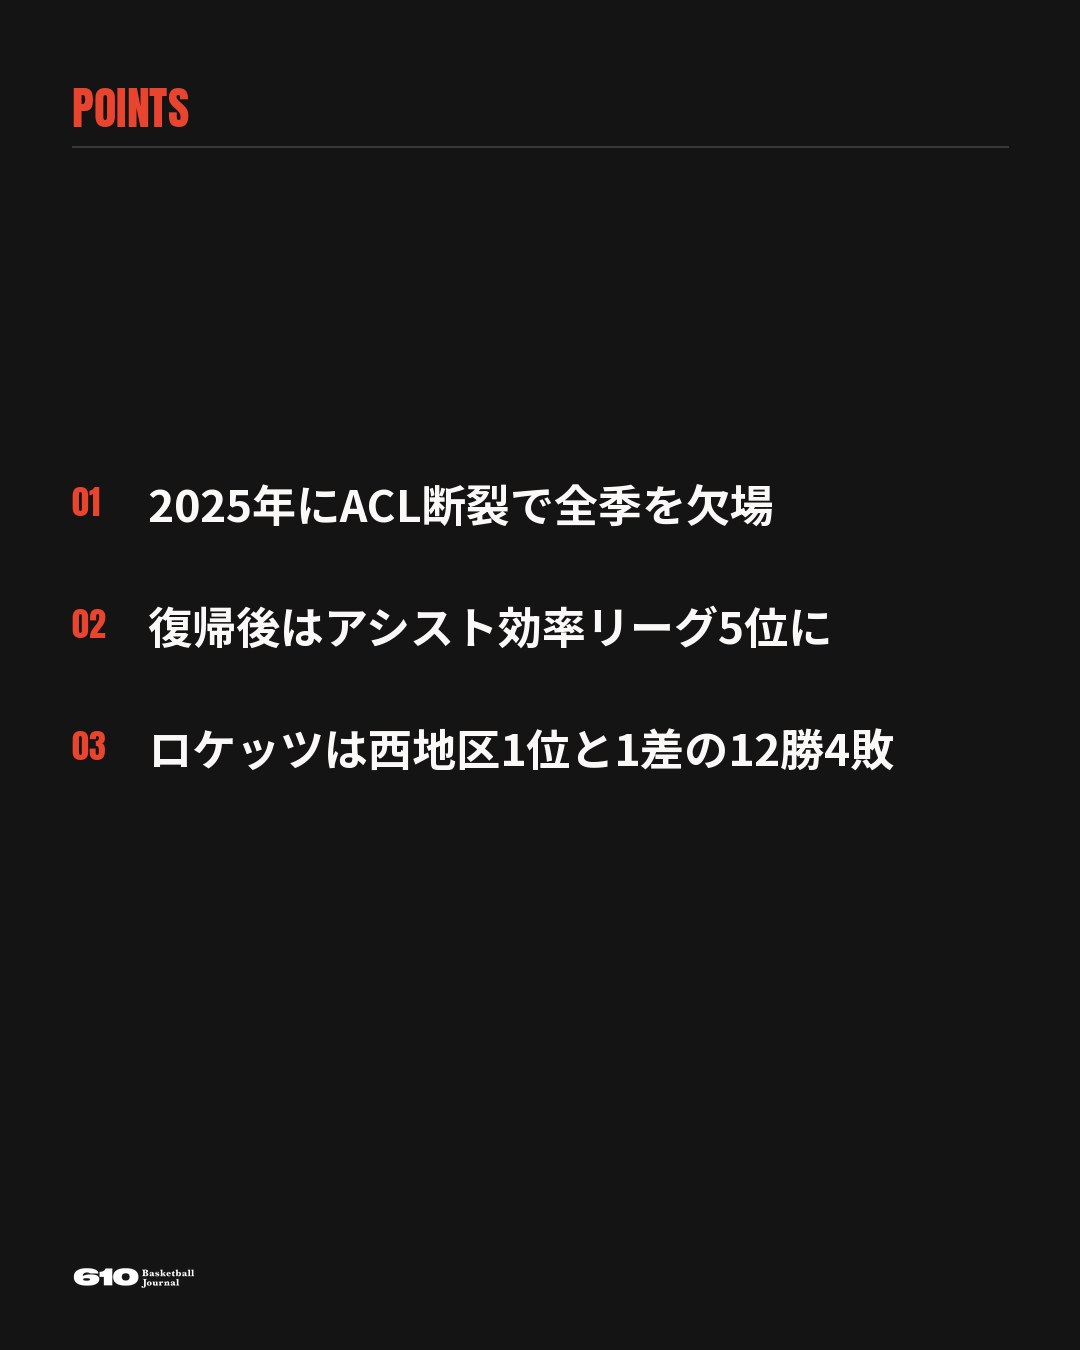 POINTS
01 2025年にACL断裂で全季を欠場
02 復帰後はアシスト効率リーグ5位に
03 ロケッツは西地区1位と1差の12勝4敗
610 Basketball
Journal